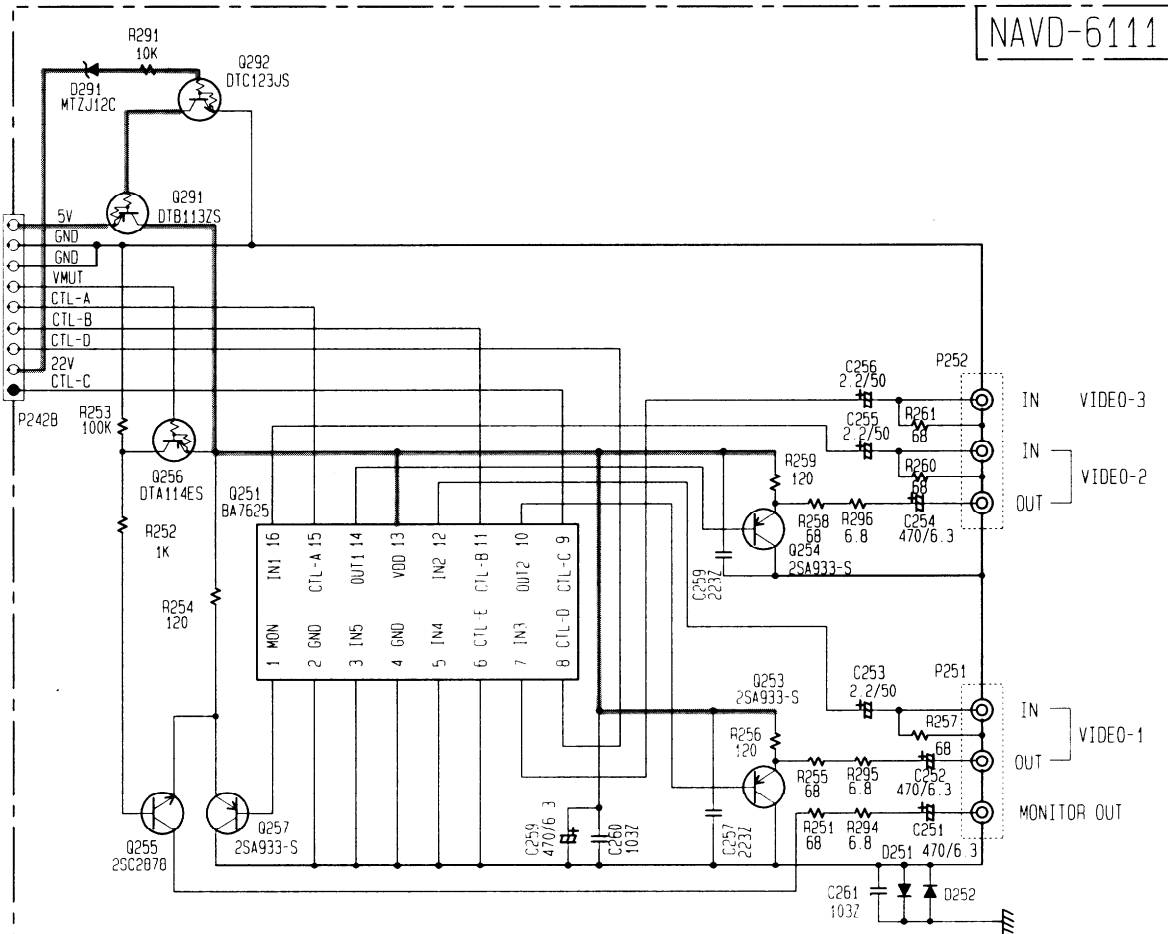 NAVD-6111
R291
10K
Q292
DTC123JS
D291
MTZJ12C
Q291
DTB113ZS
5V
GND
GND
VMUT
CTL-A
CTL-B
CTL-D
22V
CTL-C
P242B
R253
100K
Q256
DTA114ES
Q251
BA7625
R252
1K
R254
120
IN1 16
CTL-A 15
OUT1 14
VDD 13
IN2 12
CTL-B 11
OUT2 10
CTL-C 9
1 MON
2 GND
3 IN5
4 GND
5 IN4
6 CTL-E
7 IN3
8 CTL-D
C256
2.2/50
P252
IN
VIDEO-3
R261
68
C255
2.2/50
IN
R260
68
VIDEO-2
R259
120
OUT
R258
68
R296
6.8
C254
470/6.3
Q254
2SA933-S
C259
223Z
C253
2.2/50
P251
IN
R257
68
VIDEO-1
Q253
2SA933-S
R256
120
OUT
R255
68
R295
6.8
C252
470/6.3
MONITOR OUT
R251
68
R294
6.8
C251
470/6.3
Q255
2SC2878
Q257
2SA933-S
C259
470/6.3
C260
103Z
C257
223Z
D251
C261
103Z
D252